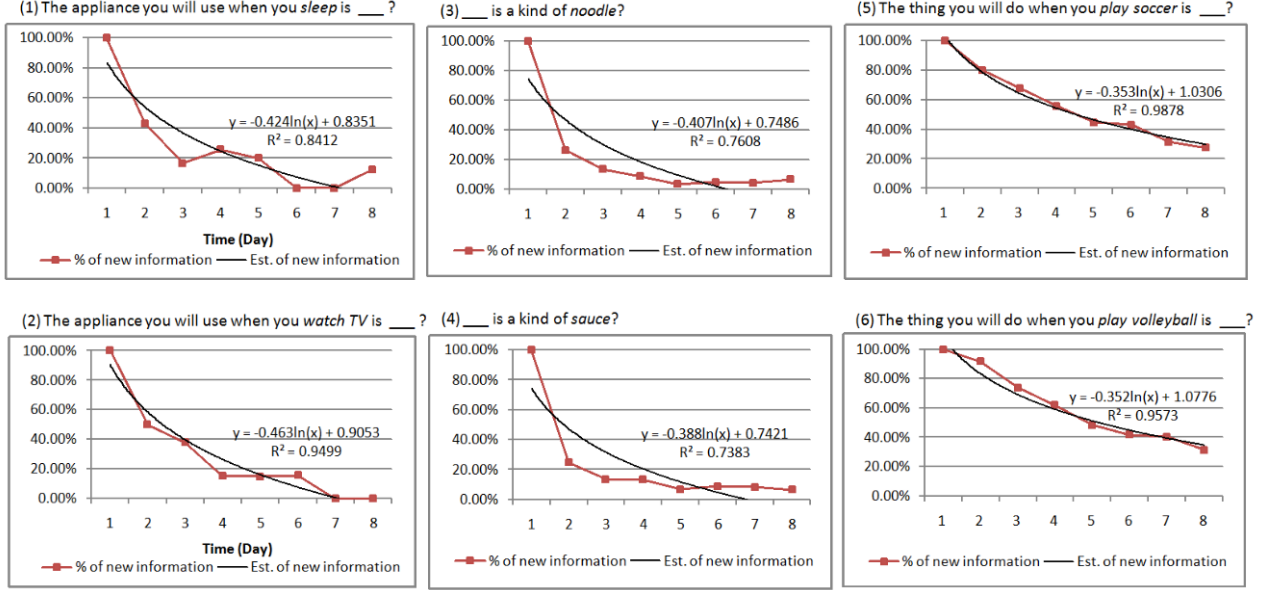 (1) The appliance you will use when you sleep is ___ ?
100.00%
80.00%
60.00%
40.00%
20.00%
0.00%
y = -0.424ln(x) + 0.8351
R² = 0.8412
1 2 3 4 5 6 7 8
Time (Day)
% of new information Est. of new information
(3) ___ is a kind of noodle?
100.00%
80.00%
60.00%
40.00%
20.00%
0.00%
y = -0.407ln(x) + 0.7486
R² = 0.7608
1 2 3 4 5 6 7 8
% of new information Est. of new information
(5) The thing you will do when you play soccer is ___?
100.00%
80.00%
60.00%
40.00%
20.00%
0.00%
y = -0.353ln(x) + 1.0306
R² = 0.9878
1 2 3 4 5 6 7 8
% of new information Est. of new information
(2) The appliance you will use when you watch TV is ___ ?
100.00%
80.00%
60.00%
40.00%
20.00%
0.00%
y = -0.463ln(x) + 0.9053
R² = 0.9499
1 2 3 4 5 6 7 8
Time (Day)
% of new information Est. of new information
(4) ___ is a kind of sauce?
100.00%
80.00%
60.00%
40.00%
20.00%
0.00%
y = -0.388ln(x) + 0.7421
R² = 0.7383
1 2 3 4 5 6 7 8
% of new information Est. of new information
(6) The thing you will do when you play volleyball is ___?
100.00%
80.00%
60.00%
40.00%
20.00%
0.00%
y = -0.352ln(x) + 1.0776
R² = 0.9573
1 2 3 4 5 6 7 8
% of new information Est. of new information